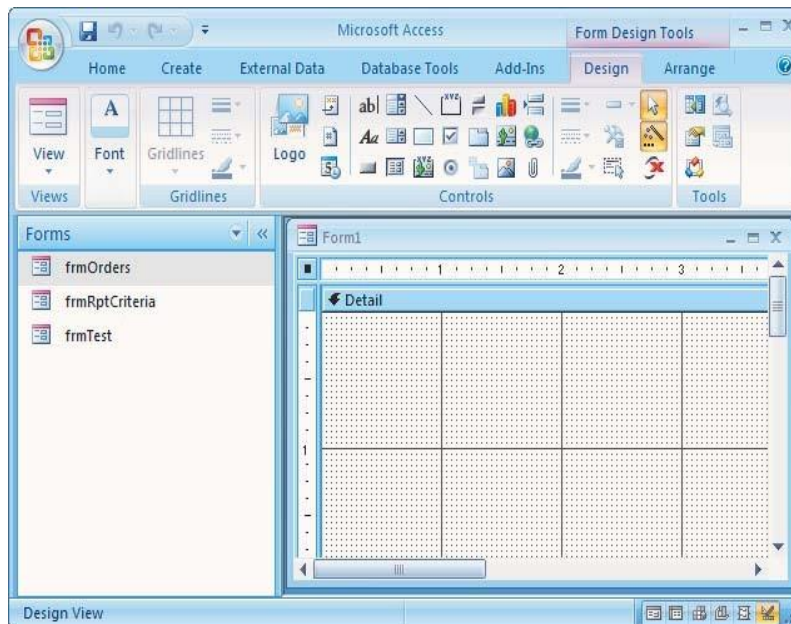 Microsoft Access
Form Design Tools
Home Create External Data Database Tools Add-Ins Design Arrange
View Font Gridlines Logo
Views Gridlines Controls Tools
Forms
frmOrders
frmRptCriteria
frmTest
Form1
1 2 3
Detail
1
Design View